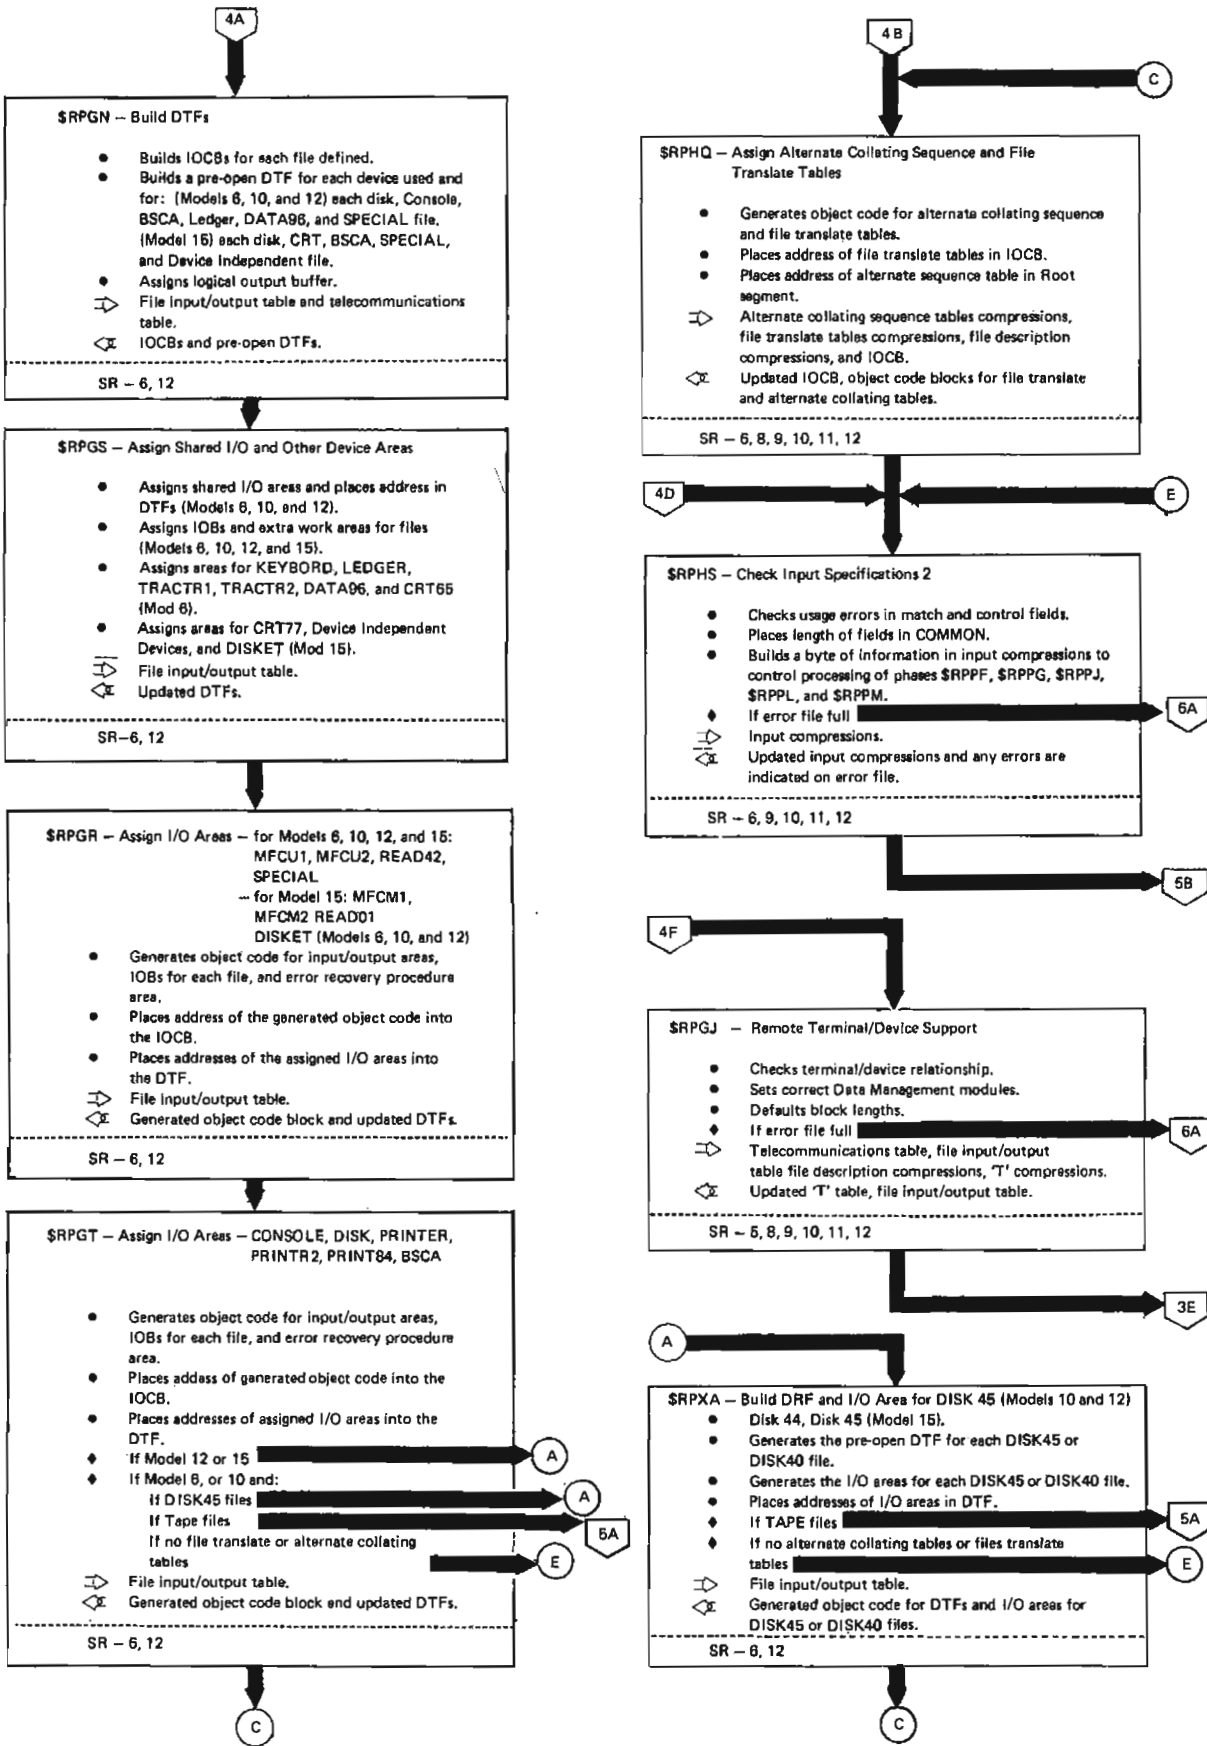 4A
$RPGN — Build DTFs
● Builds IOCBs for each file defined.
● Builds a pre-open DTF for each device used and
for: (Models 6, 10, and 12) each disk, Console,
BSCA, Ledger, DATA96, and SPECIAL file.
(Model 15) each disk, CRT, BSCA, SPECIAL,
and Device Independent file.
● Assigns logical output buffer.
File input/output table and telecommunications
table.
IOCBs and pre-open DTFs.
SR — 6, 12
$RPGS — Assign Shared I/O and Other Device Areas
● Assigns shared I/O areas and places address in
DTFs (Models 6, 10, and 12).
● Assigns IOBs and extra work areas for files
(Models 6, 10, 12, and 15).
● Assigns areas for KEYBORD, LEDGER,
TRACTR1, TRACTR2, DATA96, and CRT65
(Mod 6).
● Assigns areas for CRT77, Device Independent
Devices, and DISKET (Mod 15).
File input/output table.
Updated DTFs.
SR—6, 12
$RPGR — Assign I/O Areas — for Models 6, 10, 12, and 15:
MFCU1, MFCU2, READ42,
SPECIAL
— for Model 15: MFCM1,
MFCM2 READ01
DISKET (Models 6, 10, and 12)
● Generates object code for input/output areas,
IOBs for each file, and error recovery procedure
area.
● Places address of the generated object code into
the IOCB.
● Places addresses of the assigned I/O areas into
the DTF.
File input/output table.
Generated object code block and updated DTFs.
SR — 6, 12
$RPGT — Assign I/O Areas — CONSOLE, DISK, PRINTER,
PRINTR2, PRINT84, BSCA
● Generates object code for input/output areas,
IOBs for each file, and error recovery procedure
area.
● Places addass of generated object code into the
IOCB.
● Places addresses of assigned I/O areas into the
DTF.
♦ If Model 12 or 15
A
♦ If Model 6, or 10 and:
If DISK45 files
A
If Tape files
5A
If no file translate or alternate collating
tables
E
File input/output table.
Generated object code block and updated DTFs.
SR — 6, 12
C
4B
C
$RPHQ — Assign Alternate Collating Sequence and File
Translate Tables
● Generates object code for alternate collating sequence
and file translate tables.
● Places address of file translate tables in IOCB.
● Places address of alternate sequence table in Root
segment.
Alternate collating sequence tables compressions,
file translate tables compressions, file description
compressions, and IOCB.
Updated IOCB, object code blocks for file translate
and alternate collating tables.
SR — 6, 8, 9, 10, 11, 12
4D
E
$RPHS — Check Input Specifications 2
● Checks usage errors in match and control fields.
● Places length of fields in COMMON.
● Builds a byte of information in input compressions to
control processing of phases $RPPF, $RPPG, $RPPJ,
$RPPL, and $RPPM.
♦ If error file full
6A
Input compressions.
Updated input compressions and any errors are
indicated on error file.
SR — 6, 9, 10, 11, 12
5B
4F
$RPGJ — Remote Terminal/Device Support
● Checks terminal/device relationship.
● Sets correct Data Management modules.
● Defaults block lengths.
♦ If error file full
6A
Telecommunications table, file input/output
table file description compressions, 'T' compressions.
Updated 'T' table, file input/output table.
SR — 5, 8, 9, 10, 11, 12
3E
A
$RPXA — Build DRF and I/O Area for DISK 45 (Models 10 and 12)
● Disk 44, Disk 45 (Model 15).
● Generates the pre-open DTF for each DISK45 or
DISK40 file.
● Generates the I/O areas for each DISK45 or DISK40 file.
● Places addresses of I/O areas in DTF.
♦ If TAPE files
5A
♦ If no alternate collating tables or files translate
tables
E
File input/output table.
Generated object code for DTFs and I/O areas for
DISK45 or DISK40 files.
SR — 6, 12
C